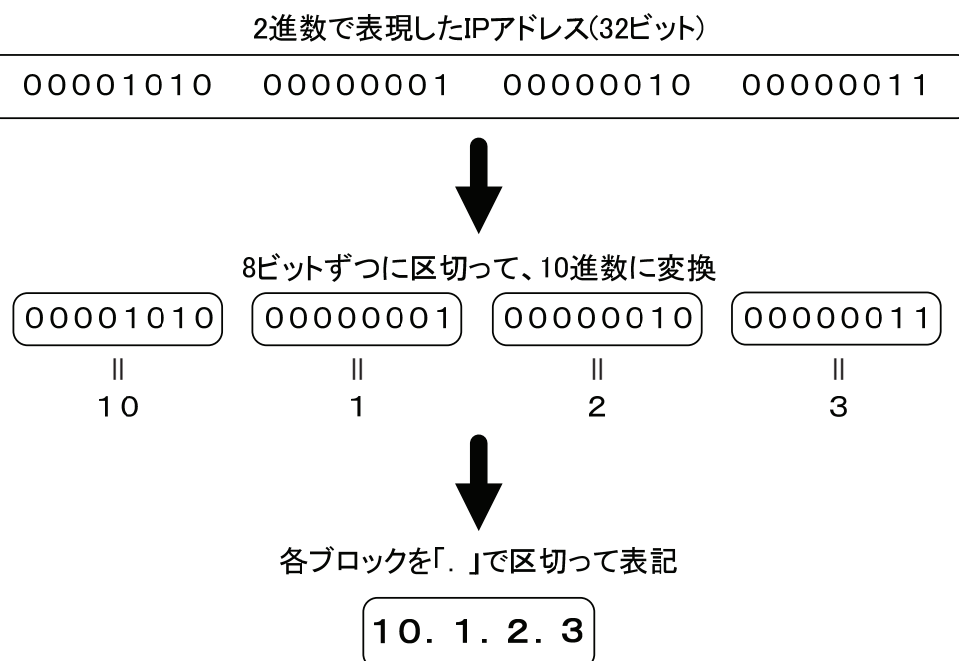 2進数で表現したIPアドレス(32ビット)
00001010 00000001 00000010 00000011
8ビットずつに区切って、10進数に変換
00001010 00000001 00000010 00000011
= = = =
10 1 2 3
各ブロックを「. 」で区切って表記
10. 1. 2. 3